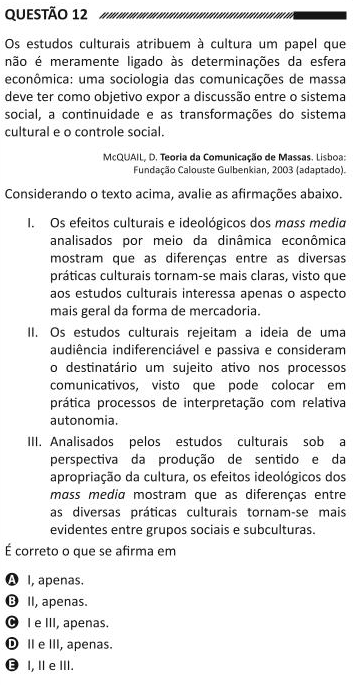 QUESTÃO 12
Os estudos culturais atribuem à cultura um papel que
não é meramente ligado às determinações da esfera
econômica: uma sociologia das comunicações de massa
deve ter como objetivo expor a discussão entre o sistema
social, a continuidade e as transformações do sistema
cultural e o controle social.
McQUAIL, D. Teoria da Comunicação de Massas. Lisboa:
Fundação Calouste Gulbenkian, 2003 (adaptado).
Considerando o texto acima, avalie as afirmações abaixo.
I. Os efeitos culturais e ideológicos dos mass media
analisados por meio da dinâmica econômica
mostram que as diferenças entre as diversas
práticas culturais tornam-se mais claras, visto que
aos estudos culturais interessa apenas o aspecto
mais geral da forma de mercadoria.
II. Os estudos culturais rejeitam a ideia de uma
audiência indiferenciável e passiva e consideram
o destinatário um sujeito ativo nos processos
comunicativos, visto que pode colocar em
prática processos de interpretação com relativa
autonomia.
III. Analisados pelos estudos culturais sob a
perspectiva da produção de sentido e da
apropriação da cultura, os efeitos ideológicos dos
mass media mostram que as diferenças entre
as diversas práticas culturais tornam-se mais
evidentes entre grupos sociais e subculturas.
É correto o que se afirma em
A I, apenas.
B II, apenas.
C I e III, apenas.
D II e III, apenas.
E I, II e III.